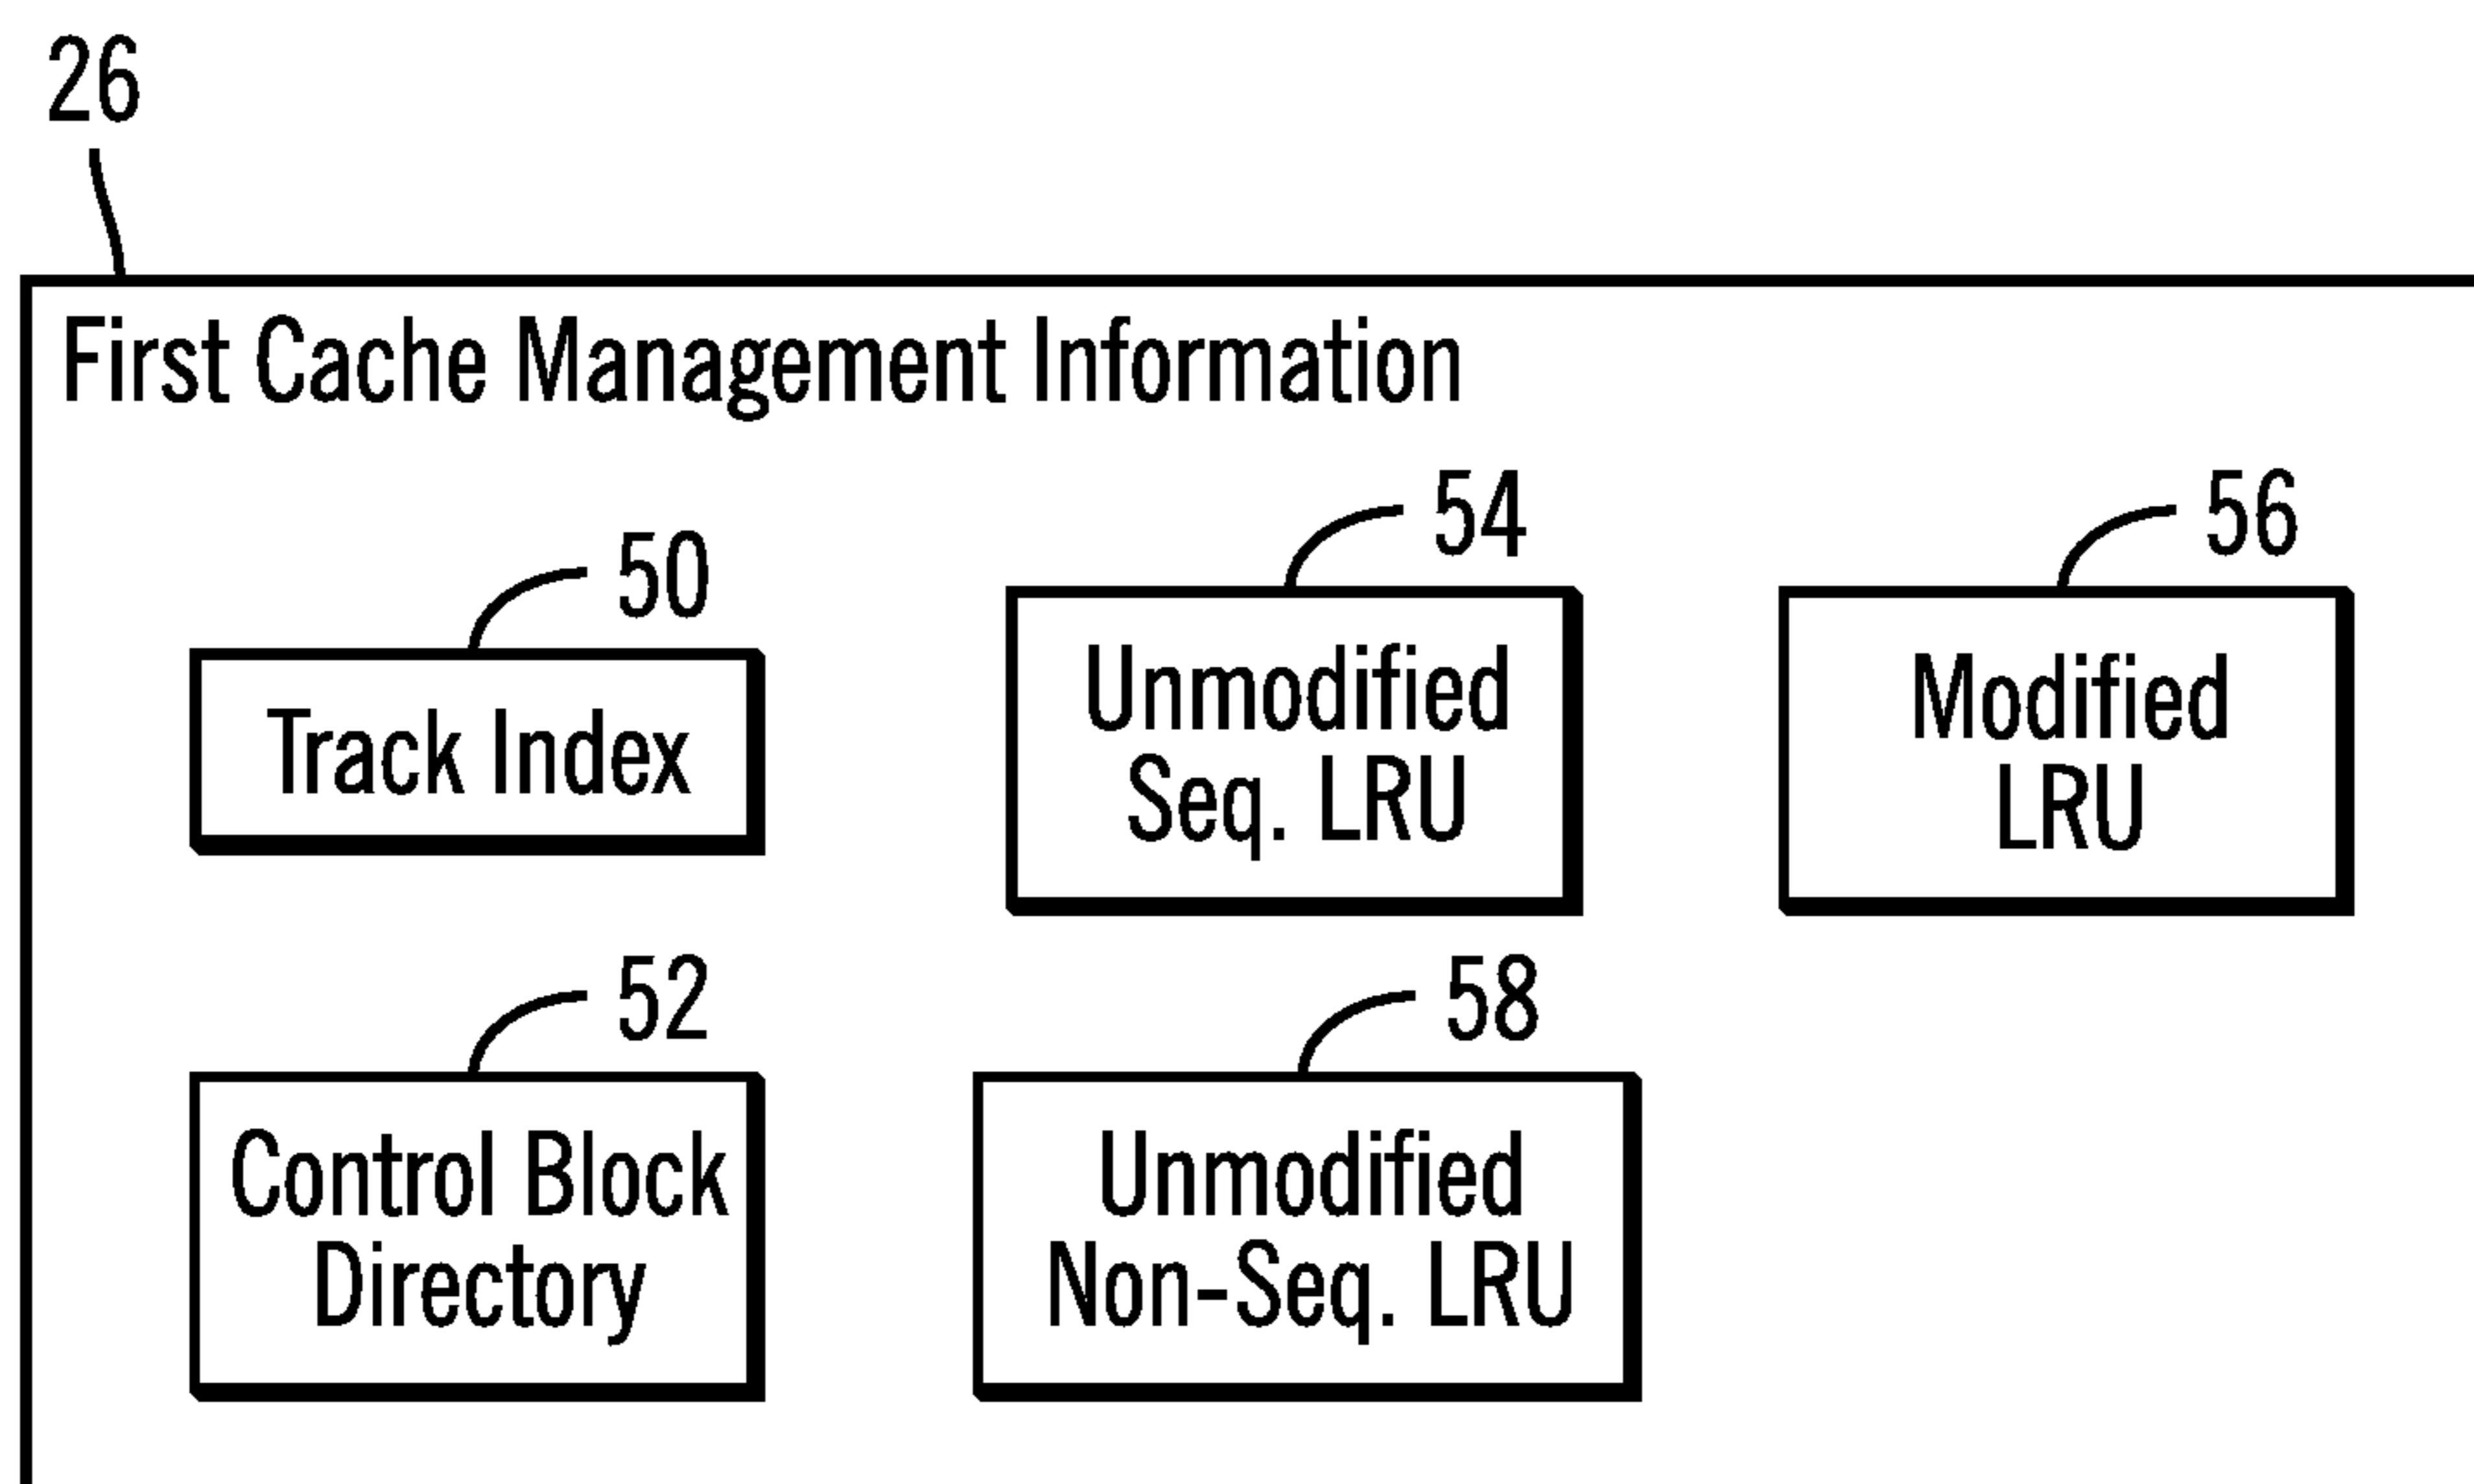 26
First Cache Management Information
50
Track Index
54
Unmodified
Seq. LRU
56
Modified
LRU
52
Control Block
Directory
58
Unmodified
Non-Seq. LRU